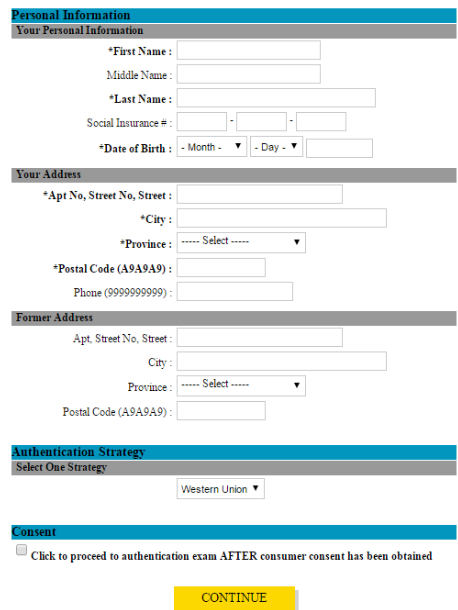 Personal Information
Your Personal Information
*First Name :
Middle Name :
*Last Name :
Social Insurance # : - -
*Date of Birth : - Month - ▼ - Day - ▼
Your Address
*Apt No, Street No, Street :
*City :
*Province : ----- Select ----- ▼
*Postal Code (A9A9A9) :
Phone (9999999999) :
Former Address
Apt, Street No, Street :
City :
Province : ----- Select ----- ▼
Postal Code (A9A9A9) :
Authentication Strategy
Select One Strategy
Western Union ▼
Consent
Click to proceed to authentication exam AFTER consumer consent has been obtained
CONTINUE